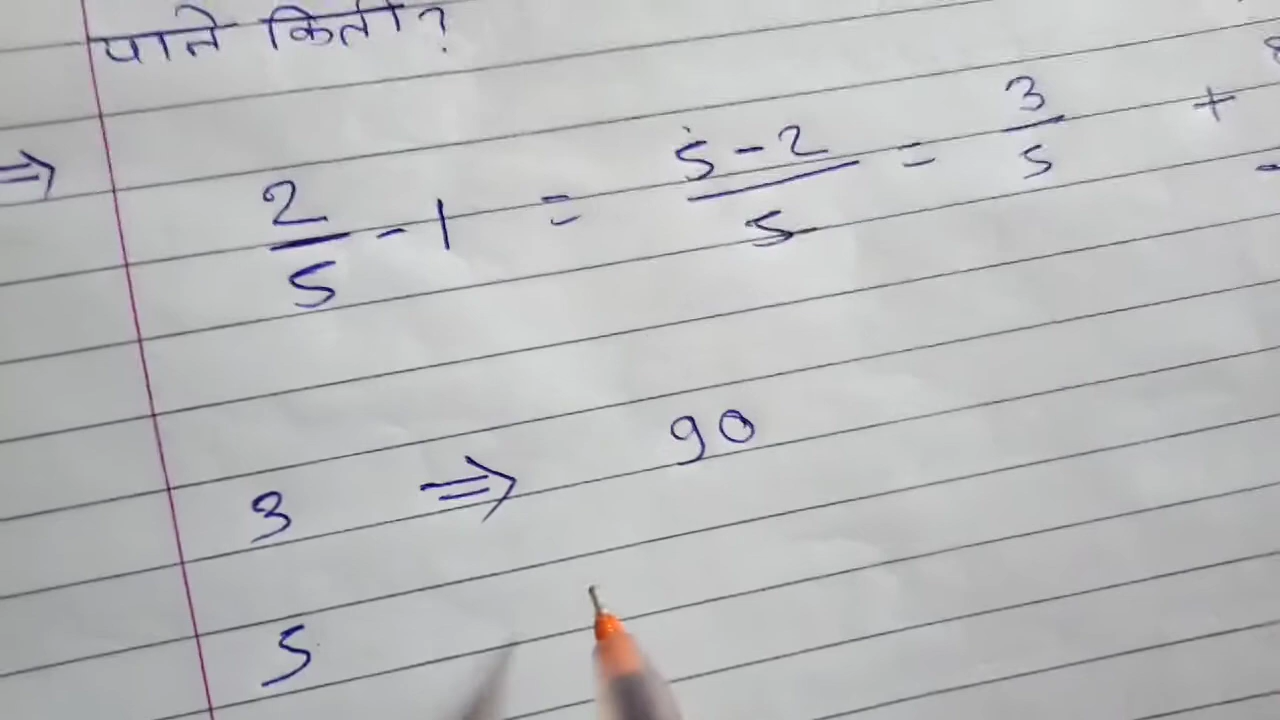 पाने किती?
⇒ 2/5 - 1 = 5-2/5 = 3/5 +
3 ⇒ 90
5